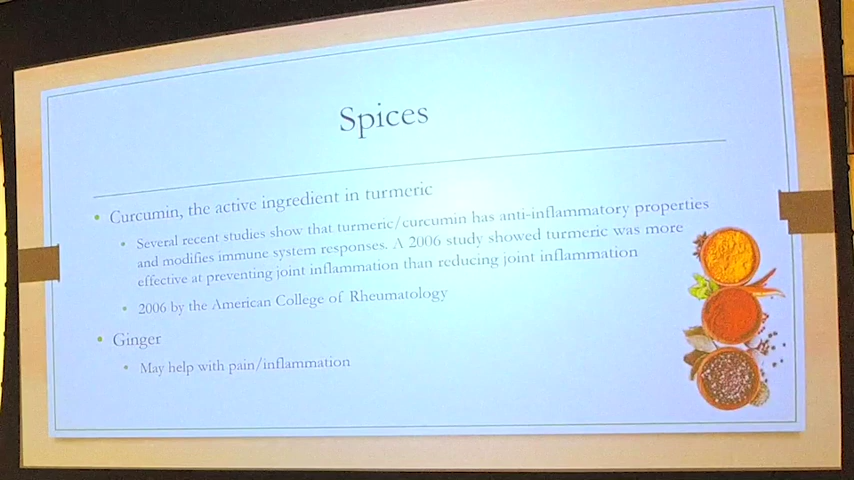 Spices
• Curcumin, the active ingredient in turmeric
• Several recent studies show that turmeric/curcumin has anti-inflammatory properties
and modifies immune system responses. A 2006 study showed turmeric was more
effective at preventing joint inflammation than reducing joint inflammation
• 2006 by the American College of Rheumatology
• Ginger
• May help with pain/inflammation